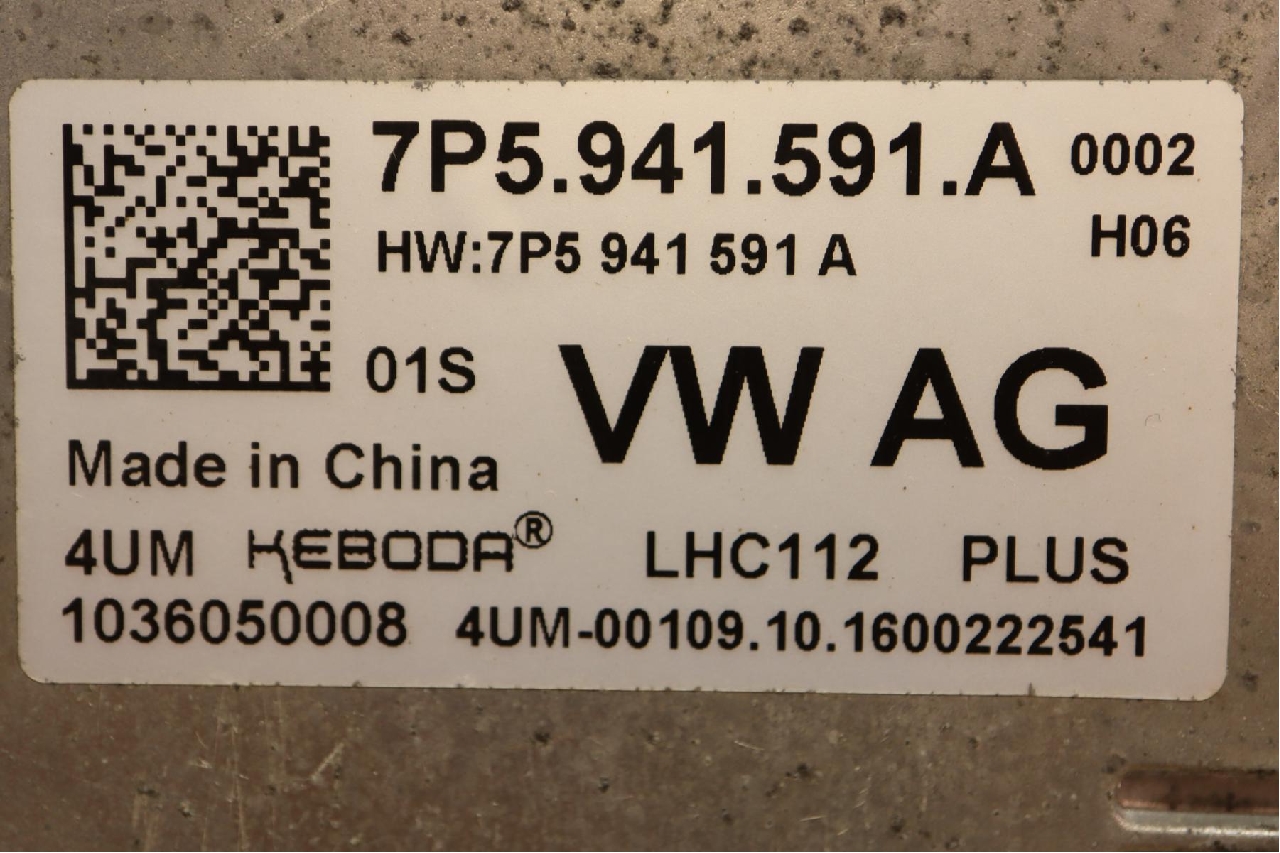 7P5.941.591.A 0002
HW:7P5 941 591 A H06
01S VW AG
Made in China
4UM KEBODA® LHC112 PLUS
1036050008 4UM-00109.10.1600222541